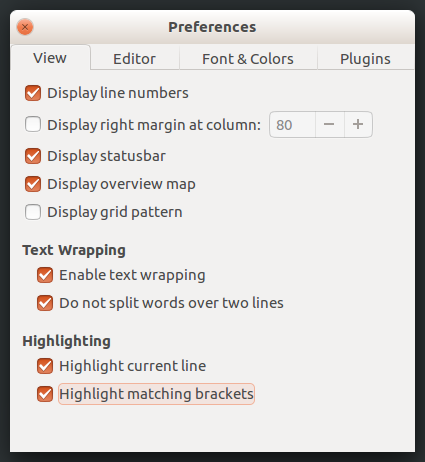 Preferences
View Editor Font & Colors Plugins
Display line numbers
Display right margin at column: 80
Display statusbar
Display overview map
Display grid pattern
Text Wrapping
Enable text wrapping
Do not split words over two lines
Highlighting
Highlight current line
Highlight matching brackets